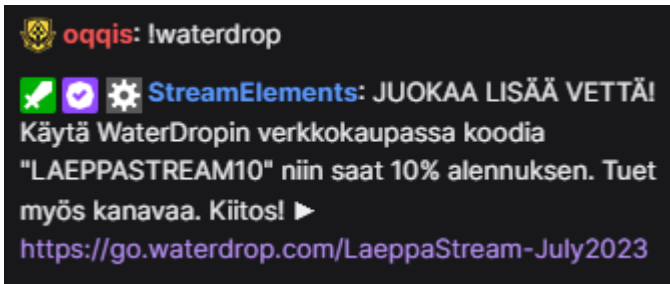 oqqis: !waterdrop
StreamElements: JUOKAA LISÄÄ VETTÄ!
Käytä WaterDropin verkkokaupassa koodia
"LAEPPASTREAM10" niin saat 10% alennuksen. Tuet
myös kanavaa. Kiitos! ►
https://go.waterdrop.com/LaeppaStream-July2023